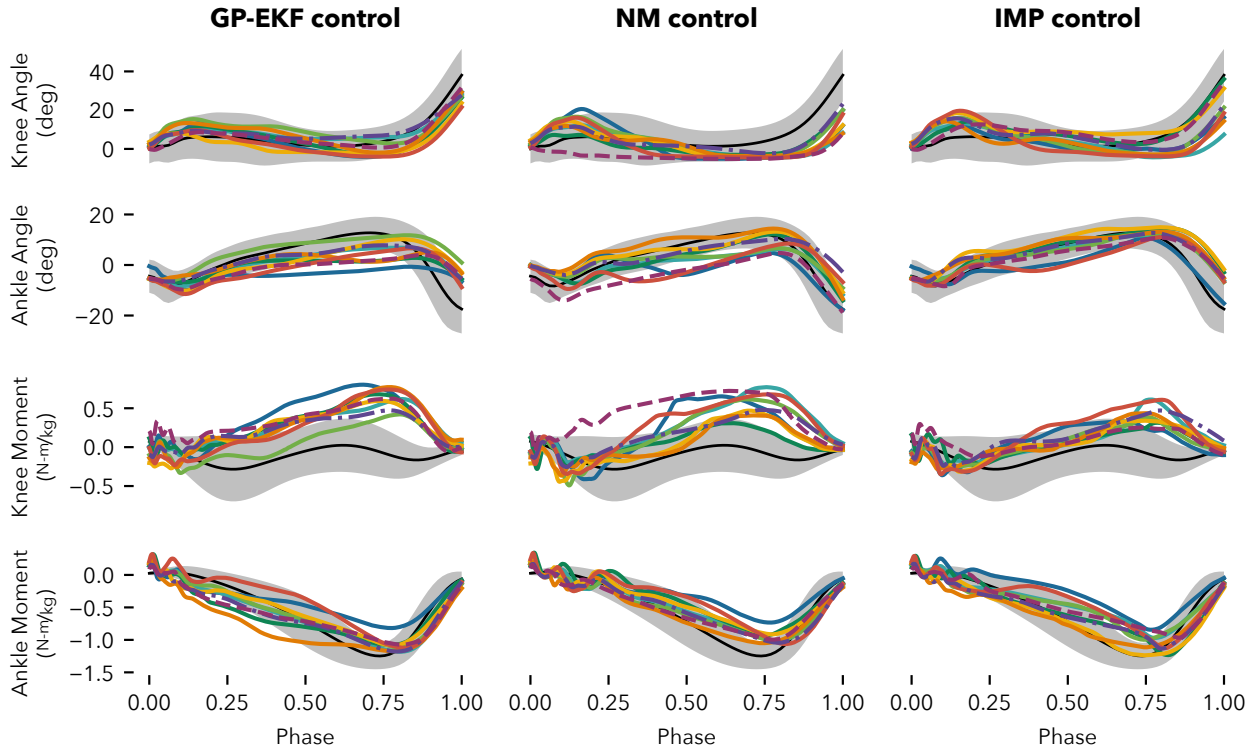 GP-EKF control
NM control
IMP control
Knee Angle
(deg)
40
20
0
Ankle Angle
(deg)
20
0
−20
Knee Moment
(N-m/kg)
0.5
0.0
−0.5
Ankle Moment
(N-m/kg)
0.0
−0.5
−1.0
−1.5
0.00 0.25 0.50 0.75 1.00
0.00 0.25 0.50 0.75 1.00
0.00 0.25 0.50 0.75 1.00
Phase
Phase
Phase